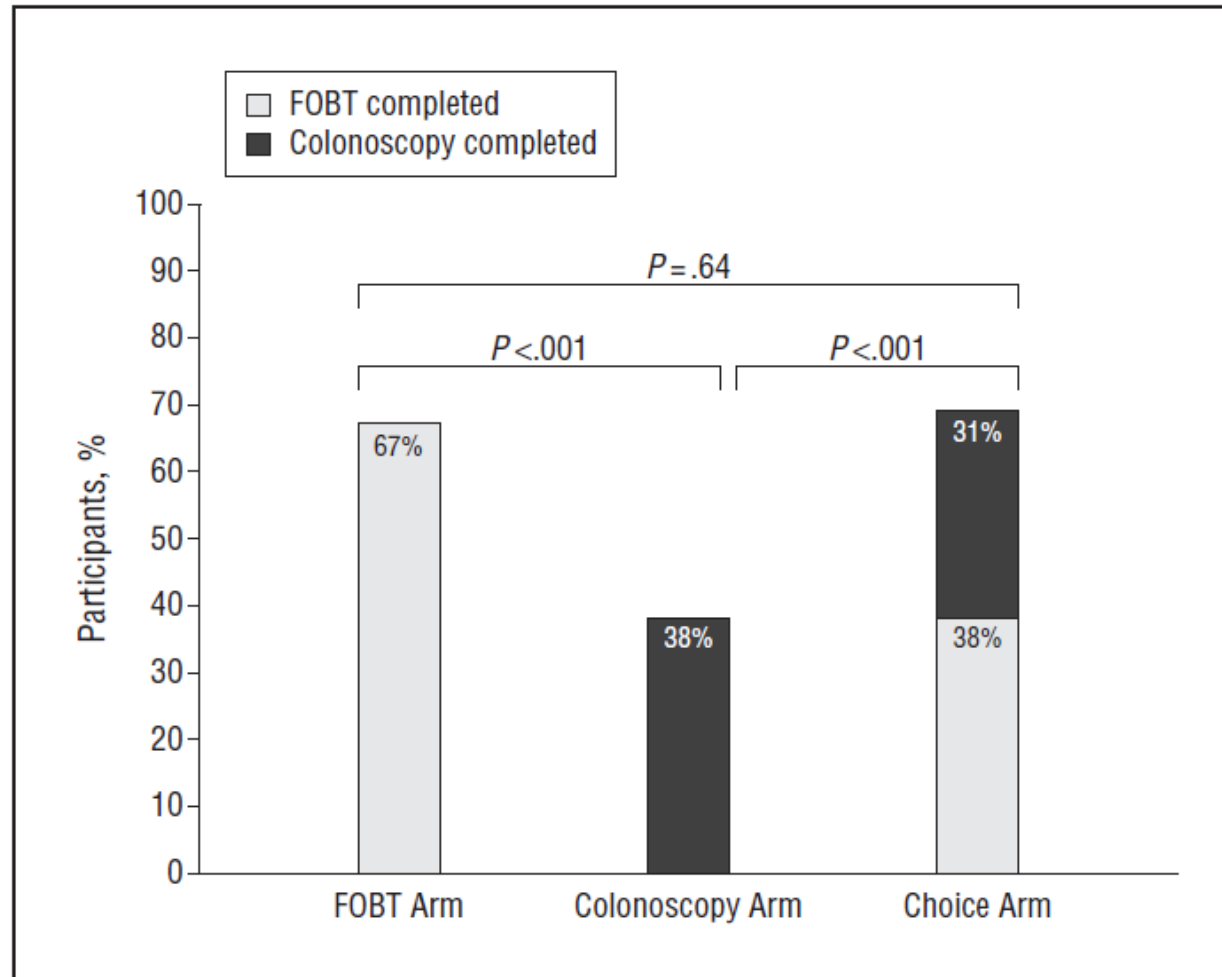 FOBT completed
Colonoscopy completed
100
90
80
70
60
50
40
30
20
10
0
Participants, %
P = .64
P <.001
P <.001
67%
38%
31%
38%
FOBT Arm
Colonoscopy Arm
Choice Arm